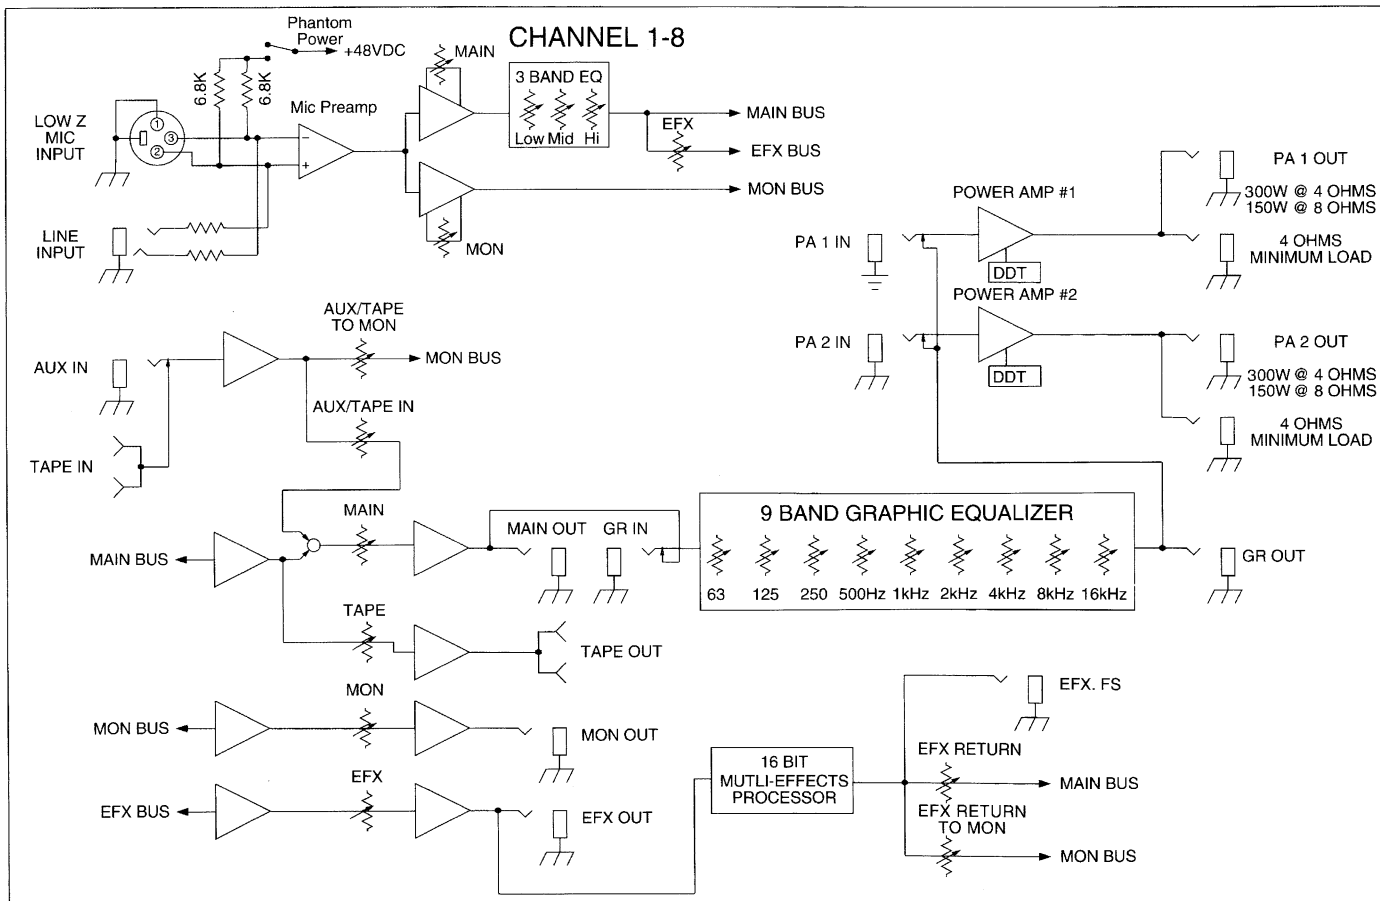 Phantom
Power
+48VDC
CHANNEL 1-8
6.8K
6.8K
LOW Z
MIC
INPUT
1
3
2
Mic Preamp
−
+
MAIN
3 BAND EQ
Low Mid Hi
EFX
MAIN BUS
EFX BUS
MON BUS
MON
LINE
INPUT
PA 1 IN
POWER AMP #1
DDT
PA 1 OUT
300W @ 4 OHMS
150W @ 8 OHMS
4 OHMS
MINIMUM LOAD
PA 2 IN
POWER AMP #2
DDT
PA 2 OUT
300W @ 4 OHMS
150W @ 8 OHMS
4 OHMS
MINIMUM LOAD
AUX IN
TAPE IN
AUX/TAPE
TO MON
MON BUS
AUX/TAPE IN
MAIN BUS
MAIN
MAIN OUT
GR IN
9 BAND GRAPHIC EQUALIZER
63 125 250 500Hz 1kHz 2kHz 4kHz 8kHz 16kHz
GR OUT
TAPE
TAPE OUT
MON BUS
MON
MON OUT
EFX BUS
EFX
EFX OUT
16 BIT
MUTLI-EFFECTS
PROCESSOR
EFX. FS
EFX RETURN
MAIN BUS
EFX RETURN
TO MON
MON BUS